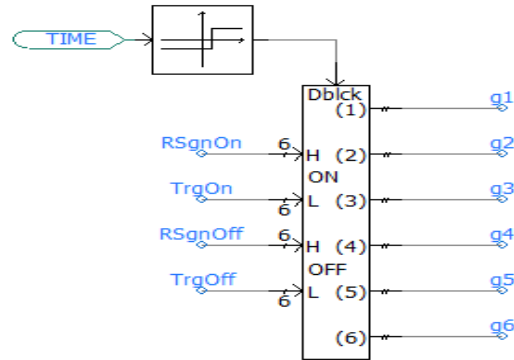 TIME
Dblck
(1) g1
RSgnOn 6 H (2) g2
ON
TrgOn 6 L (3) g3
RSgnOff 6 H (4) g4
OFF
TrgOff 6 L (5) g5
(6) g6